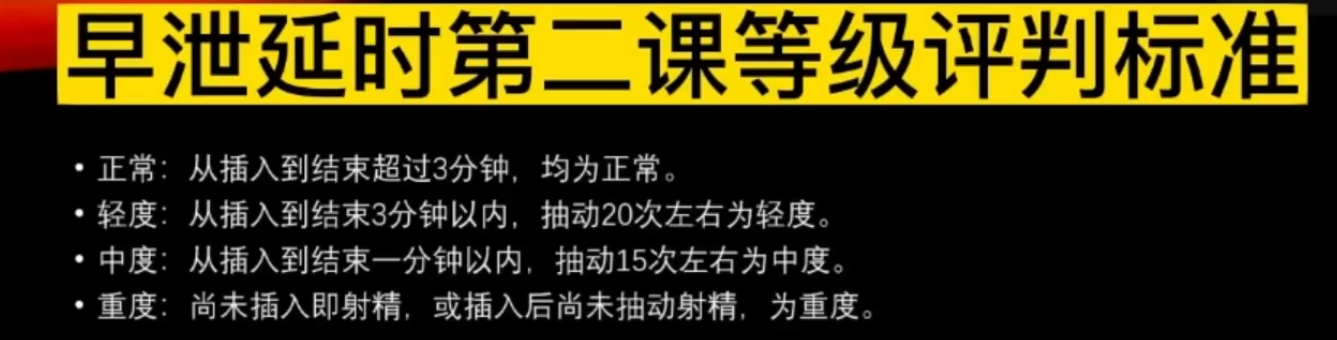 早泄延时第二课等级评判标准
• 正常：从插入到结束超过3分钟，均为正常。
• 轻度：从插入到结束3分钟以内，抽动20次左右为轻度。
• 中度：从插入到结束一分钟以内，抽动15次左右为中度。
• 重度：尚未插入即射精，或插入后尚未抽动射精，为重度。